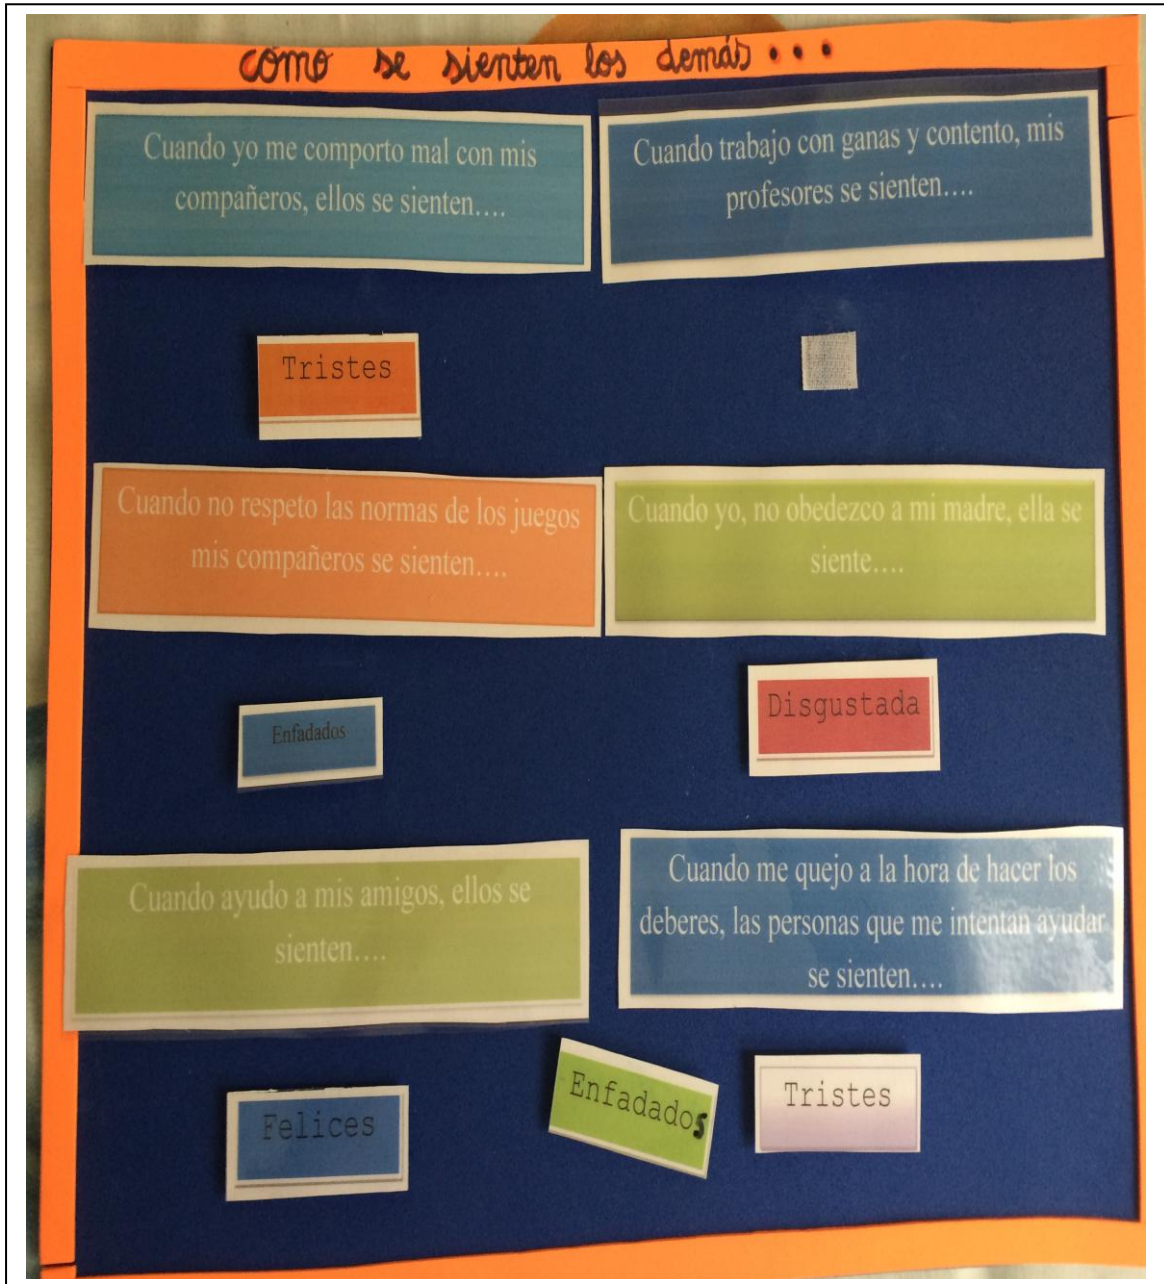 como se sienten los demás...
Cuando yo me comporto mal con mis
compañeros, ellos se sienten....
Cuando trabajo con ganas y contento, mis
profesores se sienten....
Tristes
Cuando no respeto las normas de los juegos
mis compañeros se sienten....
Cuando yo, no obedezco a mi madre, ella se
siente....
Enfadados
Disgustada
Cuando ayudo a mis amigos, ellos se
sienten....
Cuando me quejo a la hora de hacer los
deberes, las personas que me intentan ayudar
se sienten....
Felices
Enfadados
Tristes